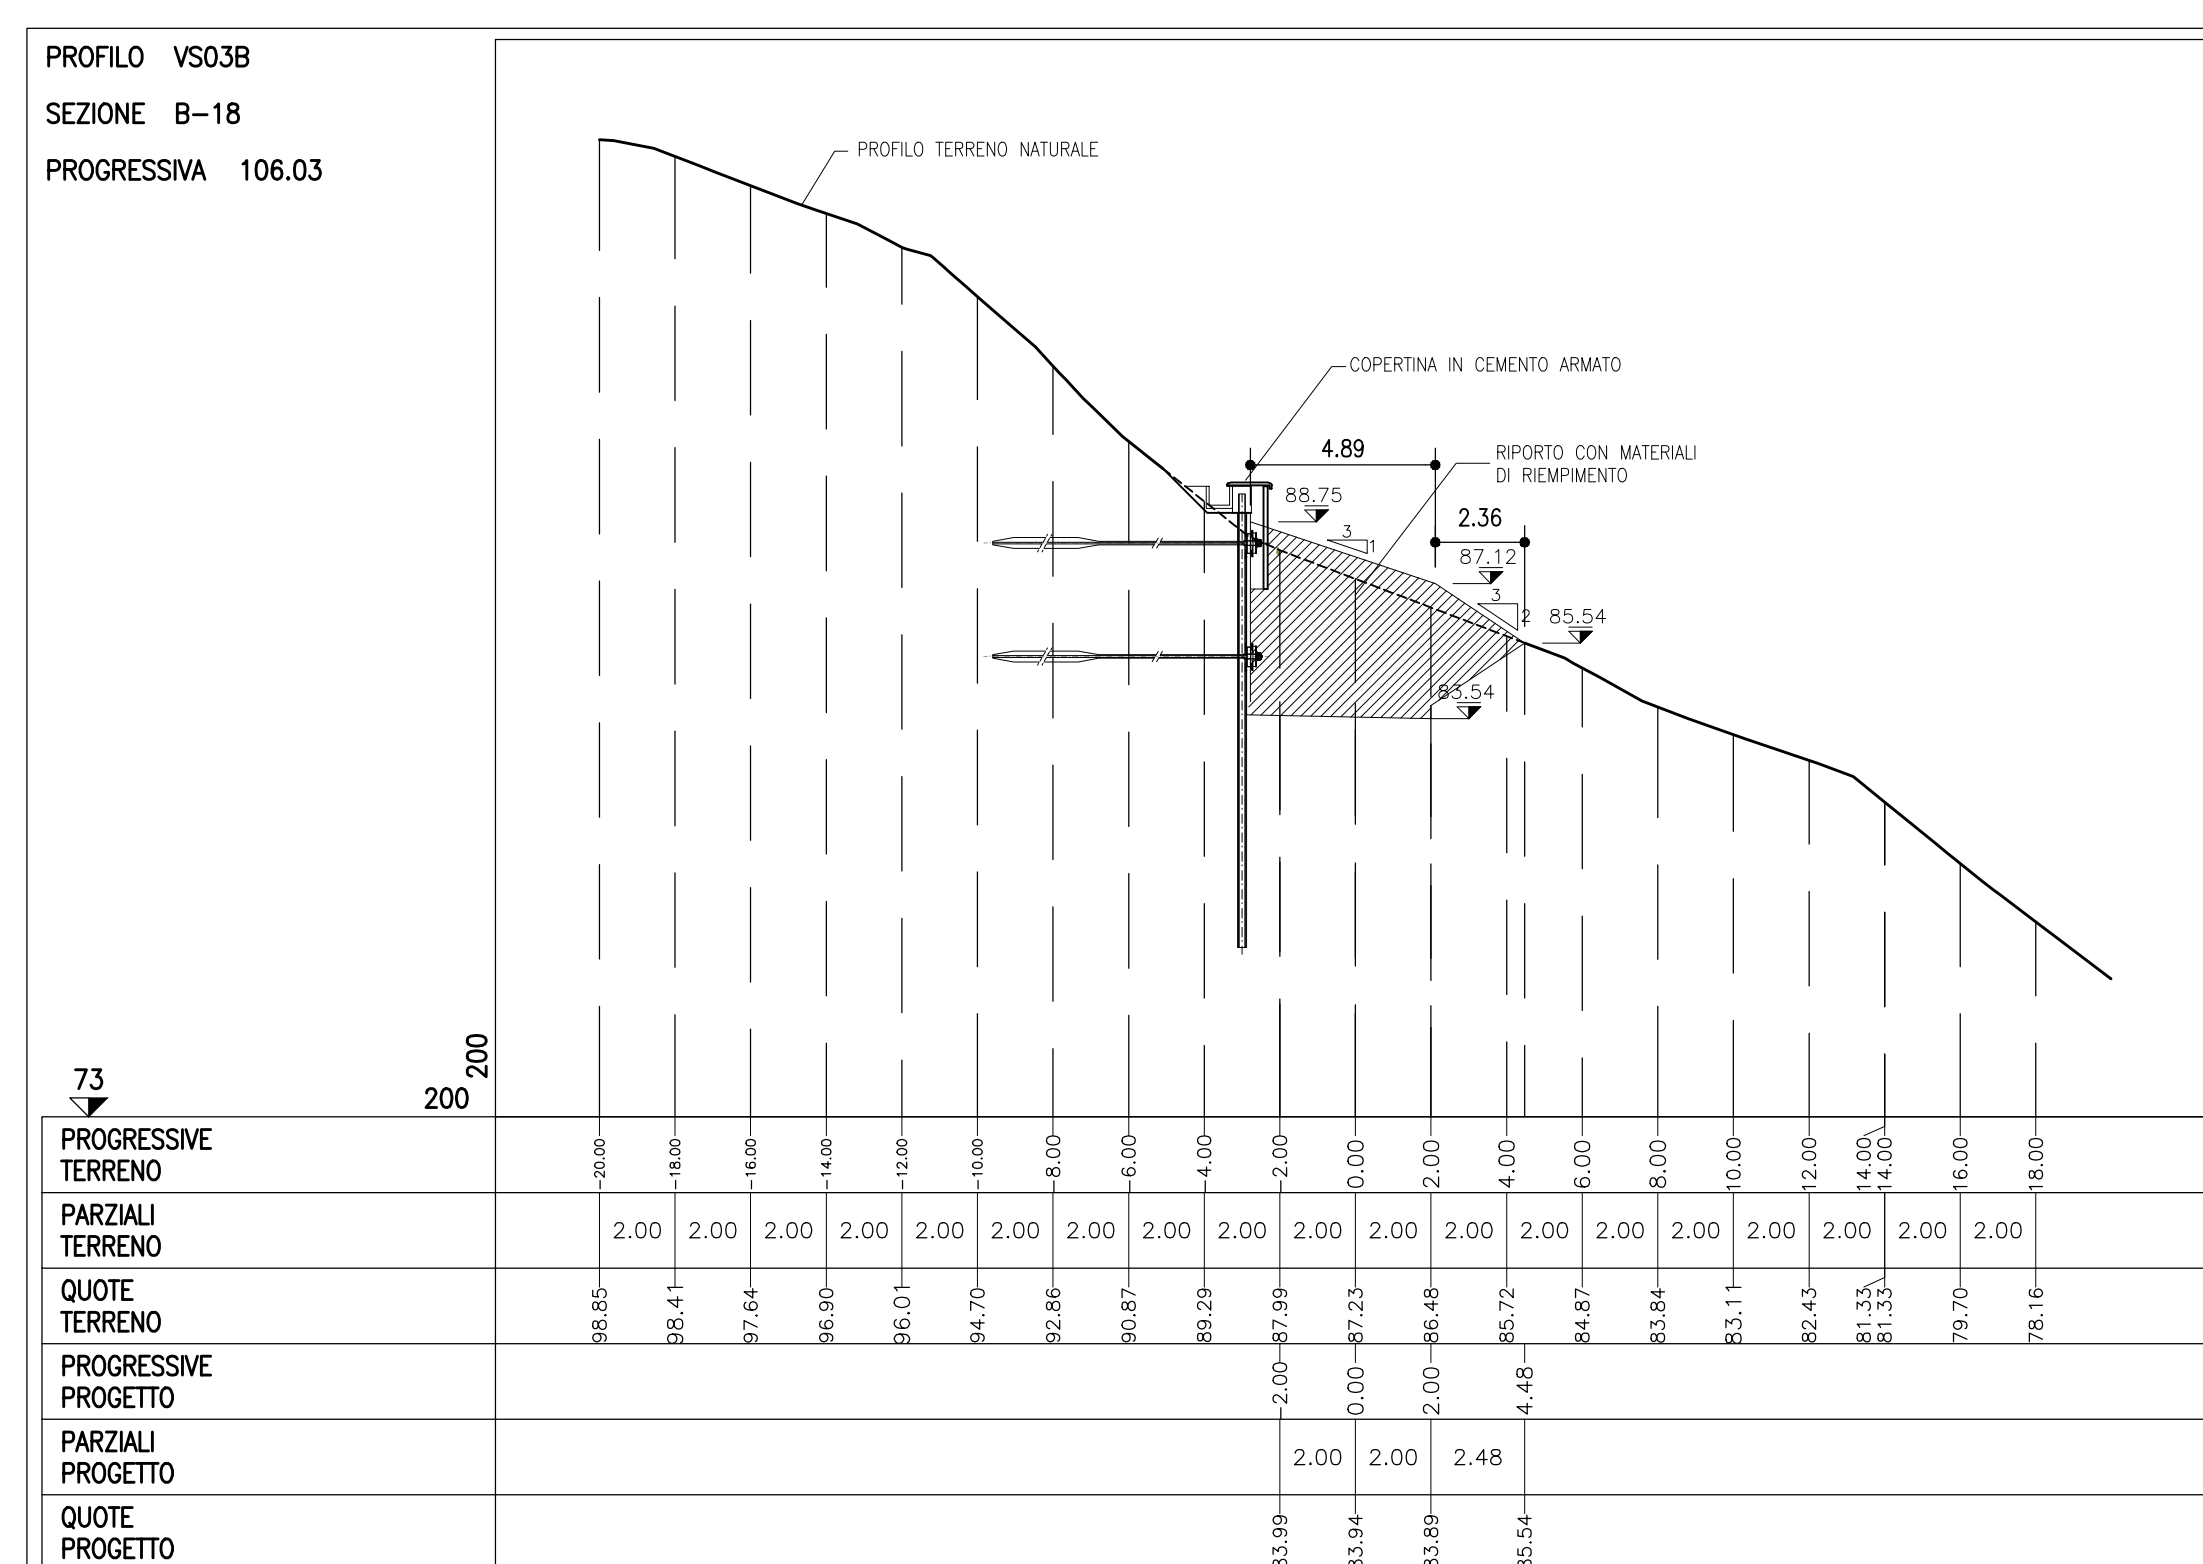 PROFILO VS03B
SEZIONE B-18
PROGRESSIVA 106.03
PROFILO TERRENO NATURALE
COPERTINA IN CEMENTO ARMATO
4.89
RIPORTO CON MATERIALI
DI RIEMPIMENTO
88.75
2.36
3
1
87.12
3
2
85.54
83.54
200
73
200
PROGRESSIVE
TERRENO
-20.00 -18.00 -16.00 -14.00 -12.00 -10.00 -8.00 -6.00 -4.00 -2.00 0.00 2.00 4.00 6.00 8.00 10.00 12.00 14.00 14.00 16.00 18.00
PARZIALI
TERRENO
2.00 2.00 2.00 2.00 2.00 2.00 2.00 2.00 2.00 2.00 2.00 2.00 2.00 2.00 2.00 2.00 2.00 2.00 2.00
QUOTE
TERRENO
98.85 98.41 97.64 96.90 96.01 94.70 92.86 90.87 89.29 87.99 87.23 86.48 85.72 84.87 83.84 83.11 82.43 81.33 81.33 79.70 78.16
PROGRESSIVE
PROGETTO
-2.00 0.00 2.00 4.48
PARZIALI
PROGETTO
2.00 2.00 2.48
QUOTE
PROGETTO
83.99 83.94 83.89 85.54